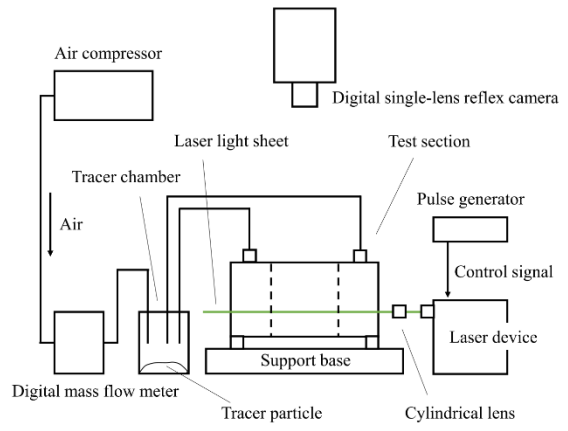 Air compressor
Digital single-lens reflex camera
Laser light sheet
Test section
Tracer chamber
Pulse generator
Air
Control signal
Laser device
Support base
Digital mass flow meter
Tracer particle
Cylindrical lens